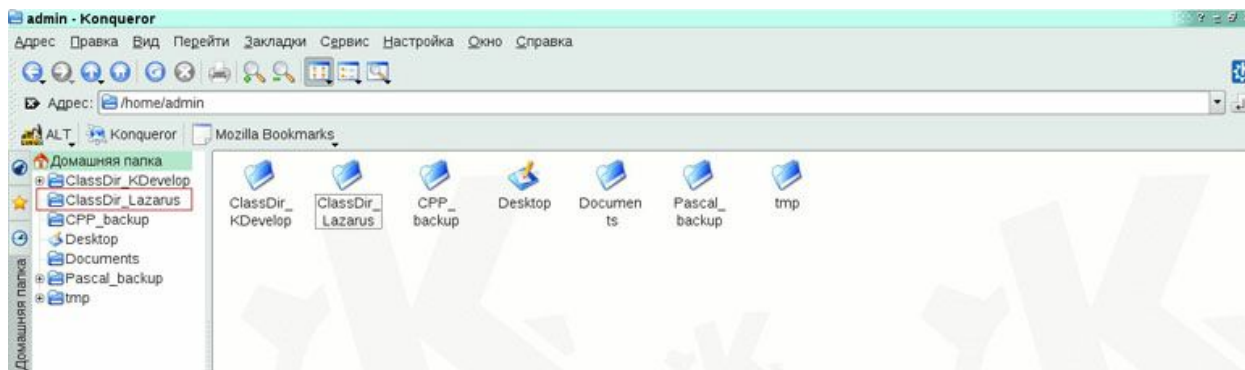 admin - Konqueror
Адрес Правка Вид Перейти Закладки Сервис Настройка Окно Справка
Адрес: /home/admin
ALT Konqueror Mozilla Bookmarks
Домашняя папка
ClassDir_KDevelop
ClassDir_Lazarus
CPP_backup
Desktop
Documents
Pascal_backup
tmp
Домашняя папка
ClassDir_
KDevelop
ClassDir_
Lazarus
CPP_
backup
Desktop
Documen
ts
Pascal_
backup
tmp